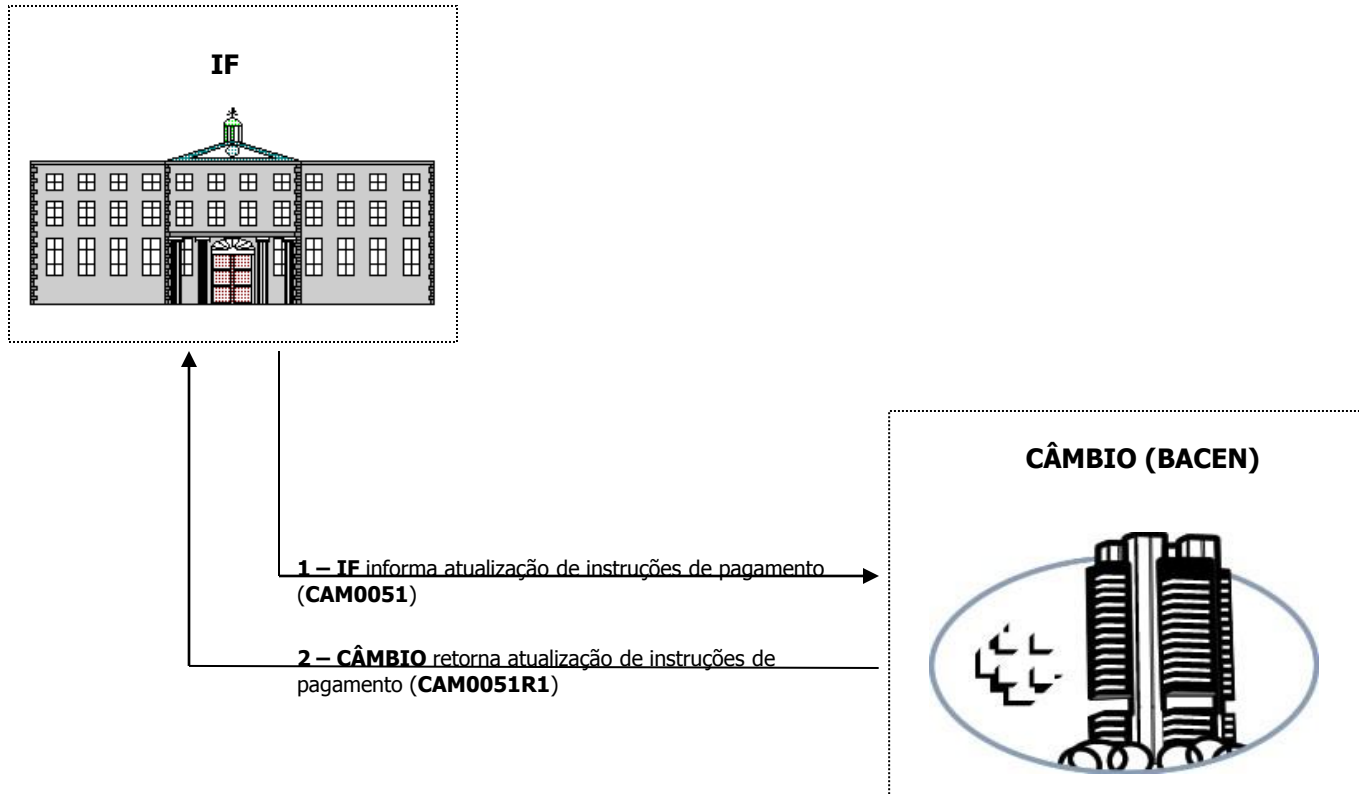 IF
CÂMBIO (BACEN)
1 – IF informa atualização de instruções de pagamento
(CAM0051)
2 – CÂMBIO retorna atualização de instruções de
pagamento (CAM0051R1)